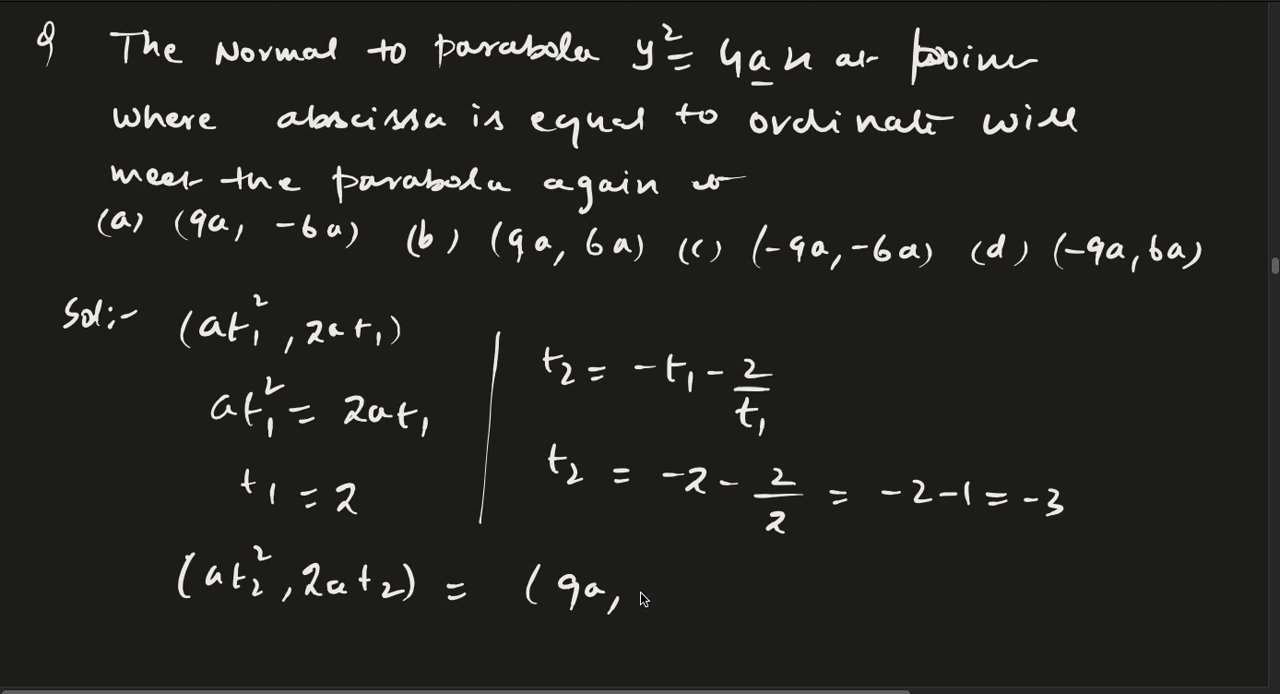 Q The Normal to parabola y² = 4ax at point
where abscissa is equal to ordinate will
meet the parabola again at
(a) (9a, -6a) (b) (9a, 6a) (c) (-9a, -6a) (d) (-9a, 6a)
Sol:- (at₁², 2at₁)
at₁² = 2at₁
t₁ = 2
t₂ = -t₁ - 2/t₁
t₂ = -2 - 2/2 = -2-1 = -3
(at₂², 2at₂) = (9a,